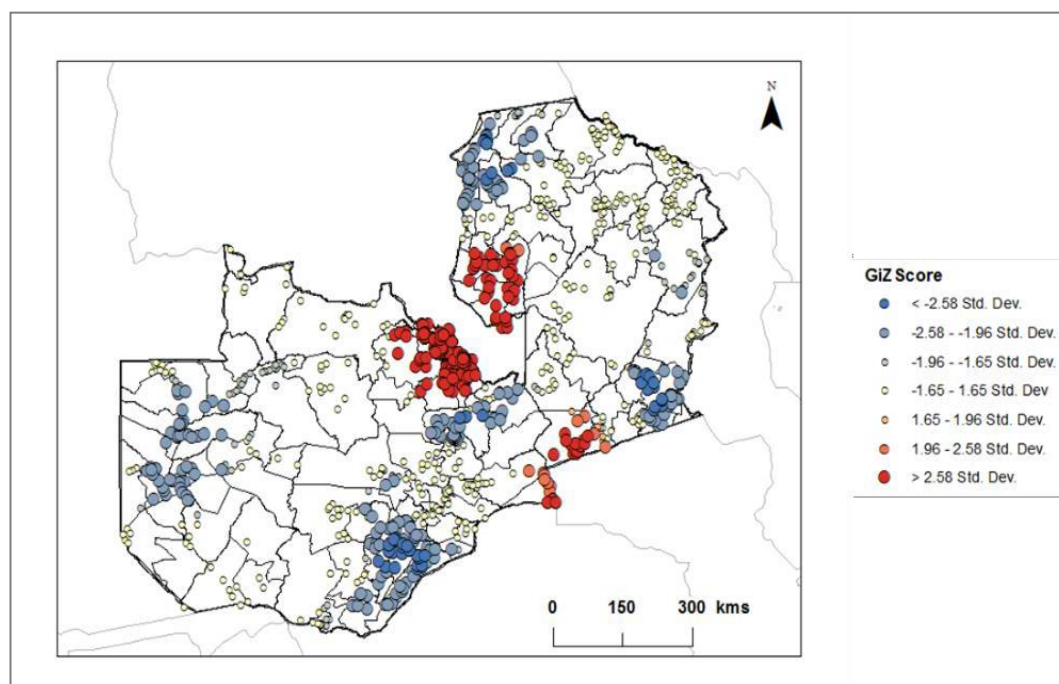 N
GiZ Score
< -2.58 Std. Dev.
-2.58 - -1.96 Std. Dev.
-1.96 - -1.65 Std. Dev.
-1.65 - 1.65 Std. Dev
1.65 - 1.96 Std. Dev.
1.96 - 2.58 Std. Dev.
> 2.58 Std. Dev.
0 150 300 kms